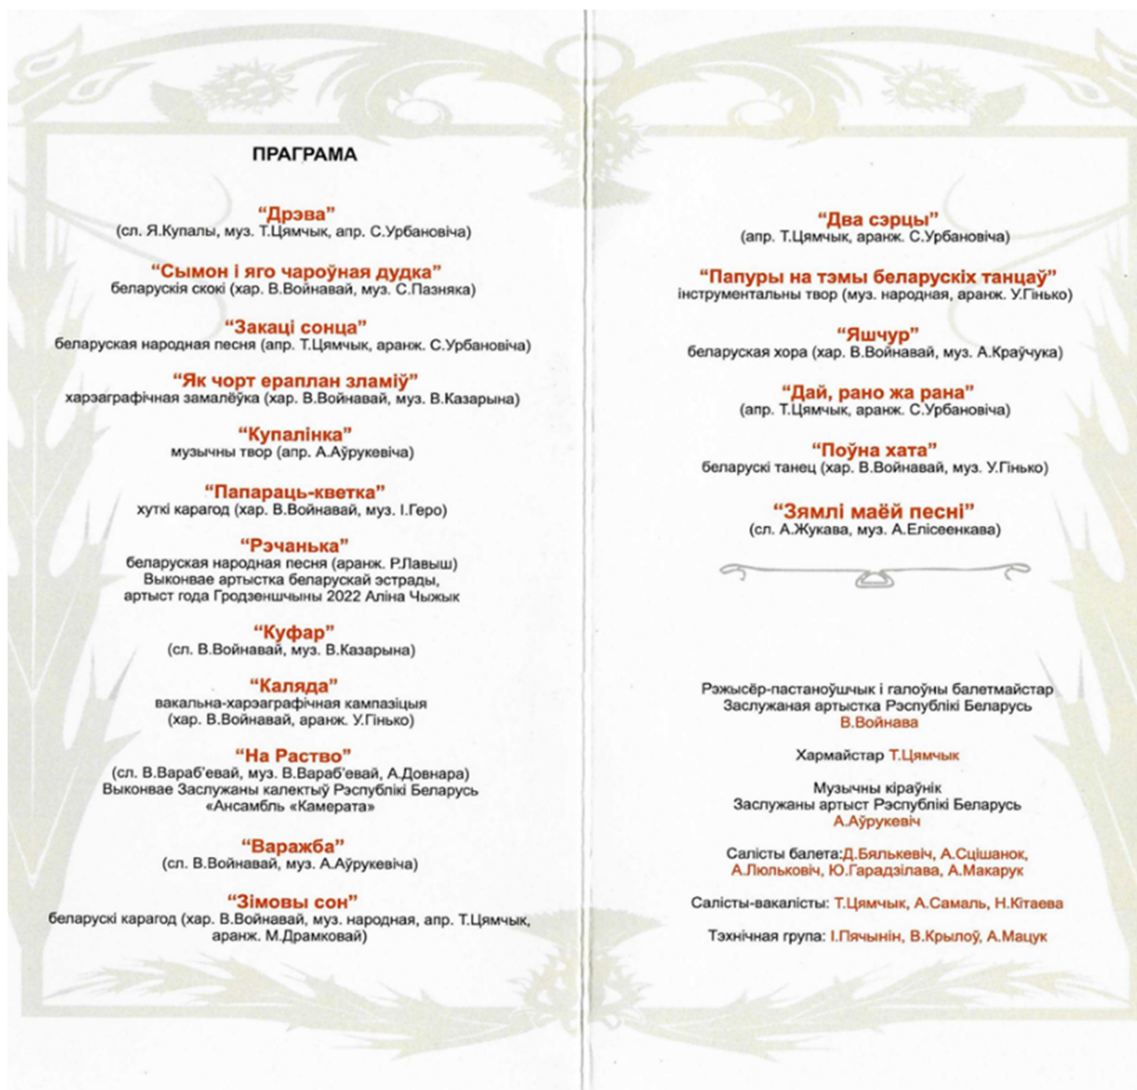 ПРАГРАМА
“Дрэва”
(сл. Я.Купалы, муз. Т.Цямчык, апр. С.Урбановіча)
“Сымон і яго чароўная дудка”
беларускія скокі (хар. В.Войнавай, муз. С.Пазняка)
“Закаці сонца”
беларуская народная песня (апр. Т.Цямчык, аранж. С.Урбановіча)
“Як чорт ераплан зламіў”
харэаграфічная замалёўка (хар. В.Войнавай, муз. В.Казарына)
“Купалінка”
музычны твор (апр. А.Аўрукевіча)
“Папараць-кветка”
хуткі карагод (хар. В.Войнавай, муз. І.Геро)
“Рэчанька”
беларуская народная песня (аранж. Р.Лавыш)
Выконвае артыстка беларускай эстрады,
артыст года Гродзеншчыны 2022 Аліна Чыжык
“Куфар”
(сл. В.Войнавай, муз. В.Казарына)
“Каляда”
вакальна-харэаграфічная кампазіцыя
(хар. В.Войнавай, аранж. У.Гінько)
“На Раство”
(сл. В.Вараб'евай, муз. В.Вараб'евай, А.Довнара)
Выконвае Заслужаны калектыў Рэспублікі Беларусь
«Ансамбль «Камерата»
“Варажба”
(сл. В.Войнавай, муз. А.Аўрукевіча)
“Зімовы сон”
беларускі карагод (хар. В.Войнавай, муз. народная, апр. Т.Цямчык,
аранж. М.Драмковай)
“Два сэрцы”
(апр. Т.Цямчык, аранж. С.Урбановіча)
“Папуры на тэмы беларускіх танцаў”
інструментальны твор (муз. народная, аранж. У.Гінько)
“Яшчур”
беларуская хора (хар. В.Войнавай, муз. А.Краўчука)
“Дай, рано жа рана”
(апр. Т.Цямчык, аранж. С.Урбановіча)
“Поўна хата”
беларускі танец (хар. В.Войнавай, муз. У.Гінько)
“Зямлі маёй песні”
(сл. А.Жукава, муз. А.Елісеенкава)
Рэжысёр-пастаноўшчык і галоўны балетмайстар
Заслужаная артыстка Рэспублікі Беларусь
В.Войнава
Хармайстар Т.Цямчык
Музычны кіраўнік
Заслужаны артыст Рэспублікі Беларусь
А.Аўрукевіч
Салісты балета:Д.Бялькевіч, А.Сцішанок,
А.Люльковіч, Ю.Гарадзілава, А.Макарук
Салісты-вакалісты: Т.Цямчык, А.Самаль, Н.Кітаева
Тэхнічная група: І.Пячынін, В.Крылоў, А.Мацук